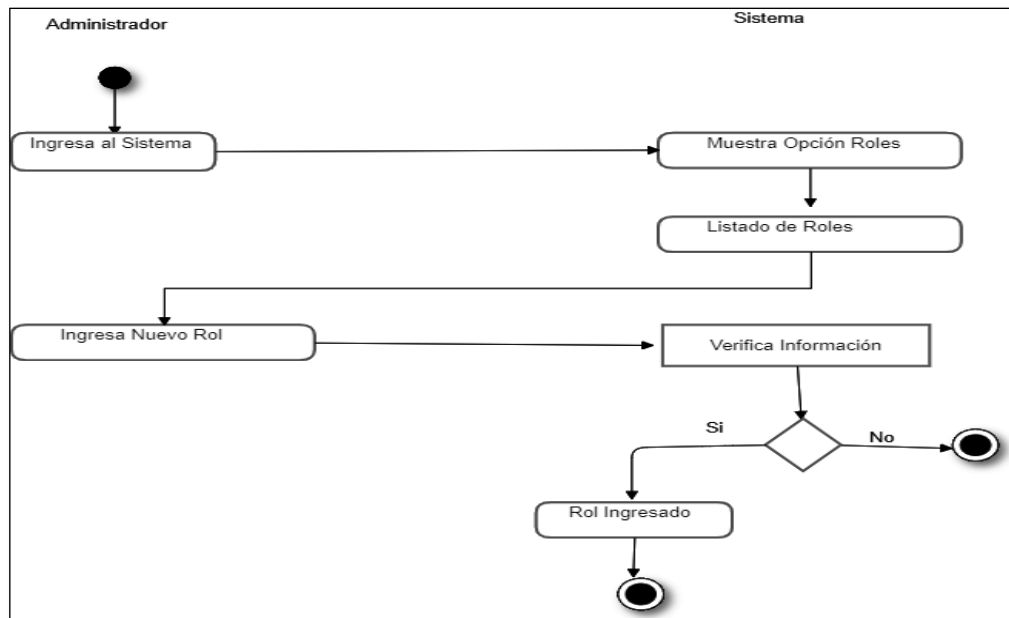 Administrador
Sistema
Ingresa al Sistema
Muestra Opción Roles
Listado de Roles
Ingresa Nuevo Rol
Verifica Información
Si
No
Rol Ingresado